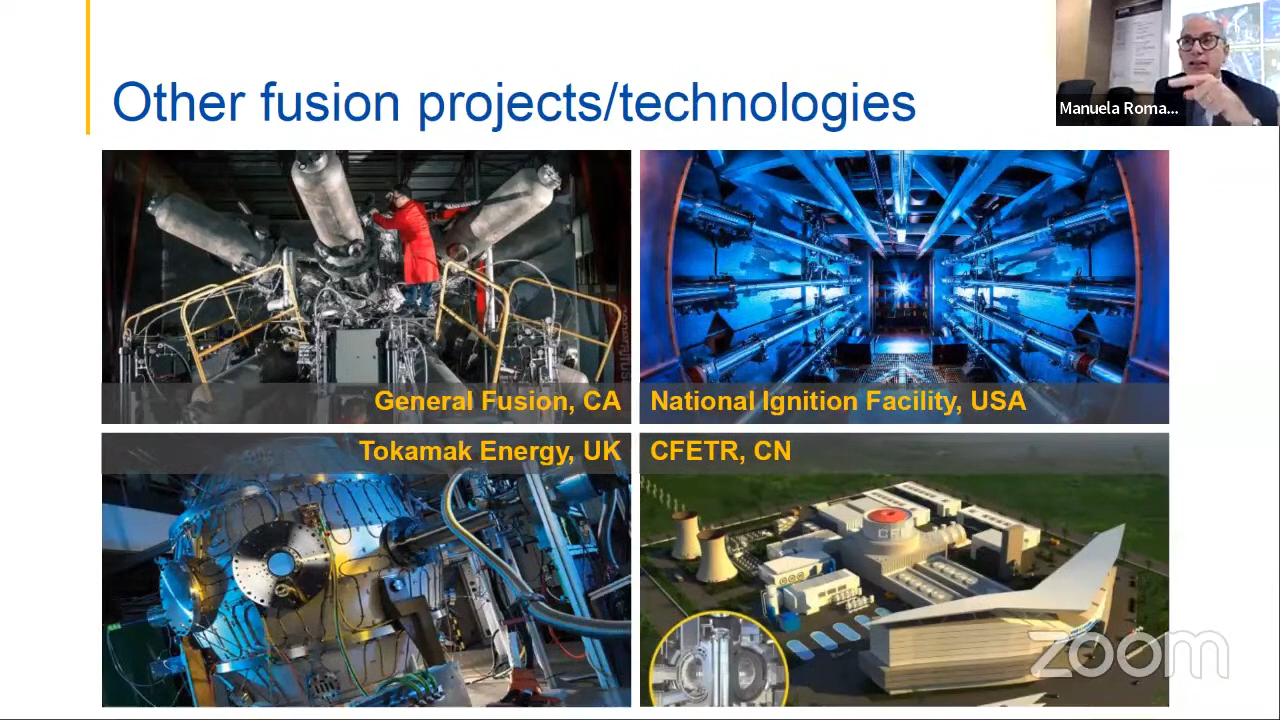 Other fusion projects/technologies
Manuela Roma...
General Fusion, CA
National Ignition Facility, USA
Tokamak Energy, UK
CFETR, CN
zoom